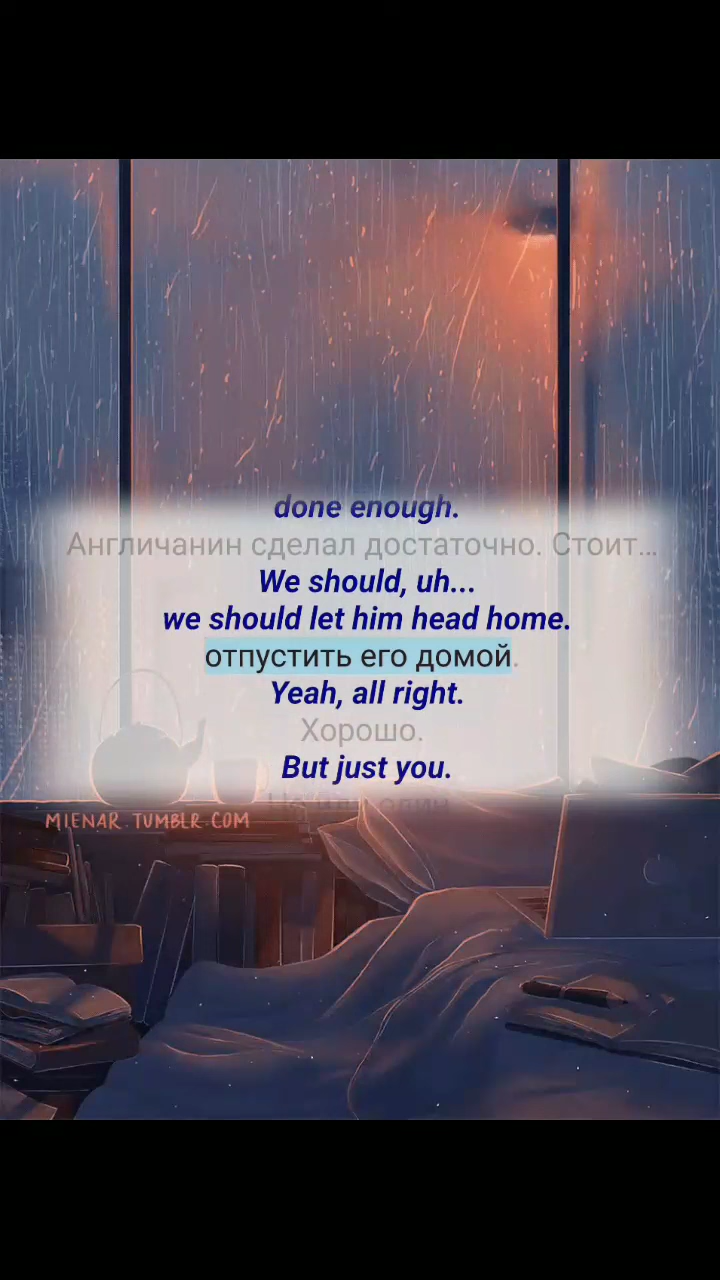 done enough.
Англичанин сделал достаточно. Стоит...
We should, uh...
we should let him head home.
отпустить его домой.
Yeah, all right.
Хорошо.
But just you.
MIENAR.TUMBLR.COM